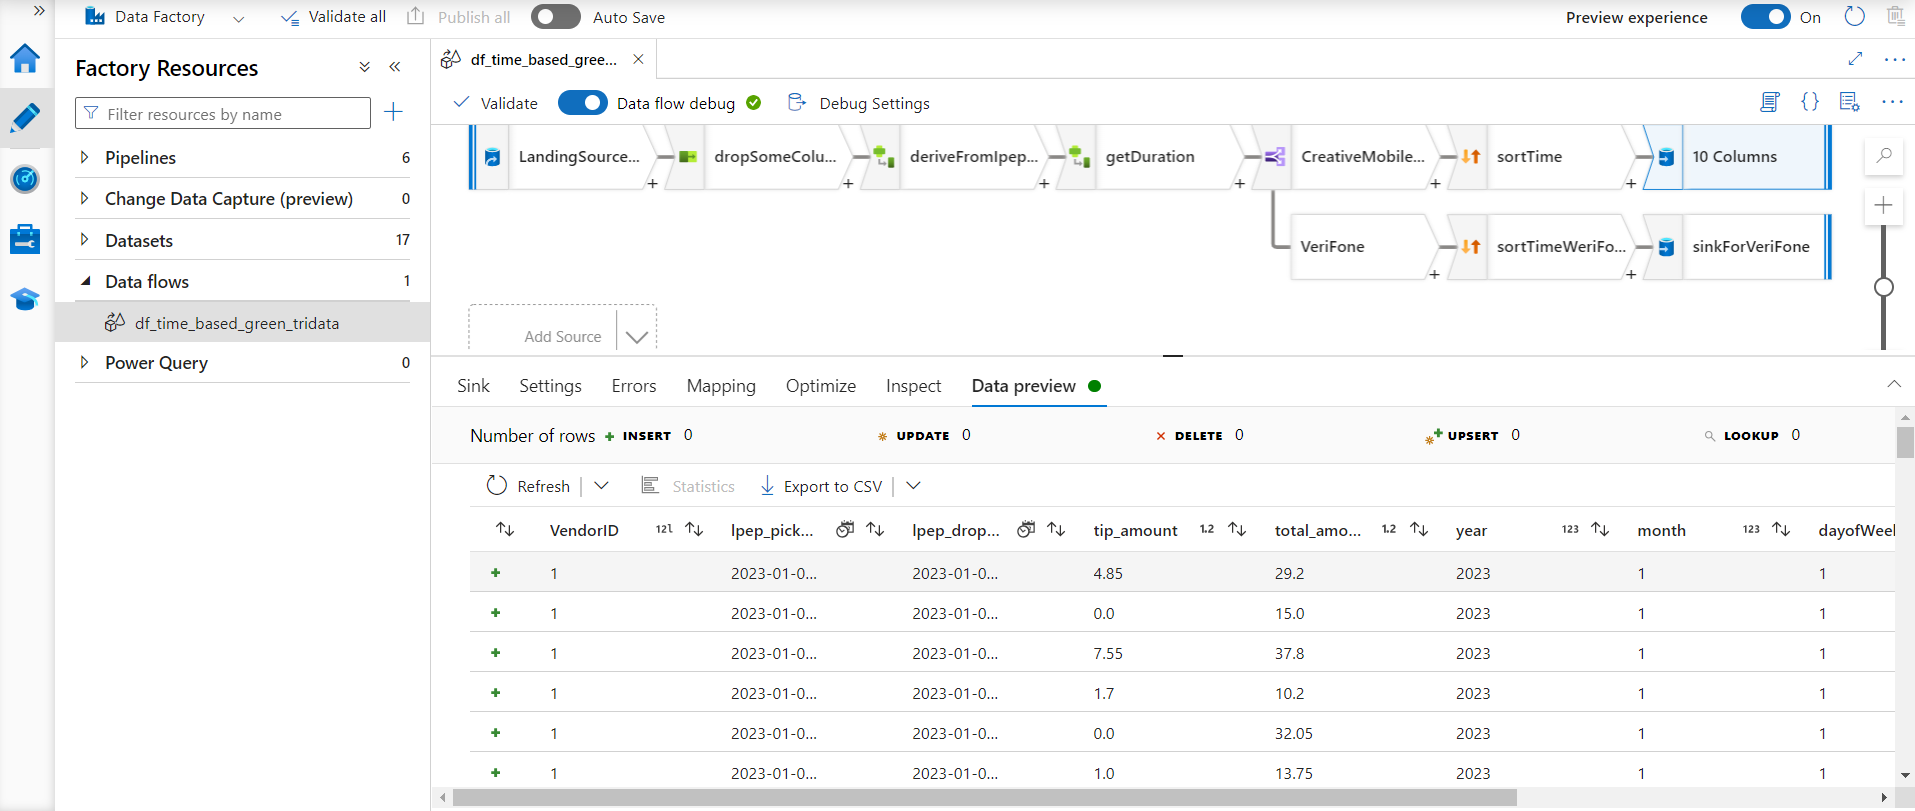 Data Factory
Validate all
Publish all
Auto Save
Preview experience
On
Factory Resources
Filter resources by name
Pipelines 6
Change Data Capture (preview) 0
Datasets 17
Data flows 1
df_time_based_green_tridata
Power Query 0
df_time_based_gree...
Validate
Data flow debug
Debug Settings
LandingSource...
dropSomeColu...
deriveFromIpep...
getDuration
CreativeMobile...
sortTime
10 Columns
VeriFone
sortTimeWeriFo...
sinkForVeriFone
Add Source
Sink Settings Errors Mapping Optimize Inspect Data preview
Number of rows INSERT 0 UPDATE 0 DELETE 0 UPSERT 0 LOOKUP 0
Refresh Statistics Export to CSV
VendorID 12l lpep_pick... lpep_drop... tip_amount 1.2 total_amo... 1.2 year 123 month 123 dayofWeel
1 2023-01-0... 2023-01-0... 4.85 29.2 2023 1 1
1 2023-01-0... 2023-01-0... 0.0 15.0 2023 1 1
1 2023-01-0... 2023-01-0... 7.55 37.8 2023 1 1
1 2023-01-0... 2023-01-0... 1.7 10.2 2023 1 1
1 2023-01-0... 2023-01-0... 0.0 32.05 2023 1 1
1 2023-01-0... 2023-01-0... 1.0 13.75 2023 1 1